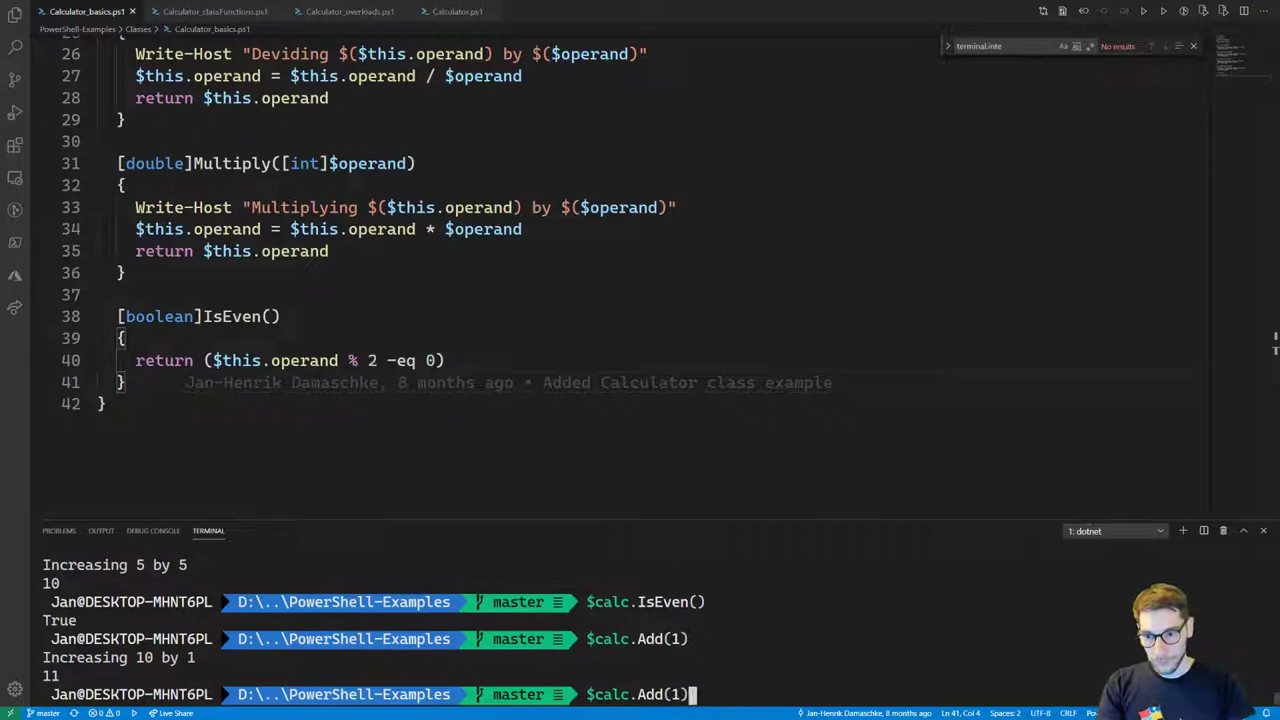 Calculator_basics.ps1 Calculator_classFunctions.ps1 Calculator_overloads.ps1 Calculator.ps1
PowerShell-Examples > Classes > Calculator_basics.ps1
terminal.inte Aa No results
26 Write-Host "Deviding $($this.operand) by $($operand)"
27 $this.operand = $this.operand / $operand
28 return $this.operand
29 }
30
31 [double]Multiply([int]$operand)
32 {
33 Write-Host "Multiplying $($this.operand) by $($operand)"
34 $this.operand = $this.operand * $operand
35 return $this.operand
36 }
37
38 [boolean]IsEven()
39 {
40 return ($this.operand % 2 -eq 0)
41 } Jan-Henrik Damaschke, 8 months ago • Added Calculator class example
42 }
PROBLEMS OUTPUT DEBUG CONSOLE TERMINAL 1: dotnet
Increasing 5 by 5
10
Jan@DESKTOP-MHNT6PL D:\..\PowerShell-Examples master $calc.IsEven()
True
Jan@DESKTOP-MHNT6PL D:\..\PowerShell-Examples master $calc.Add(1)
Increasing 10 by 1
11
Jan@DESKTOP-MHNT6PL D:\..\PowerShell-Examples master $calc.Add(1)
master 0 0 Live Share Jan-Henrik Damaschke, 8 months ago Ln 41, Col 4 Spaces: 2 UTF-8 CRLF